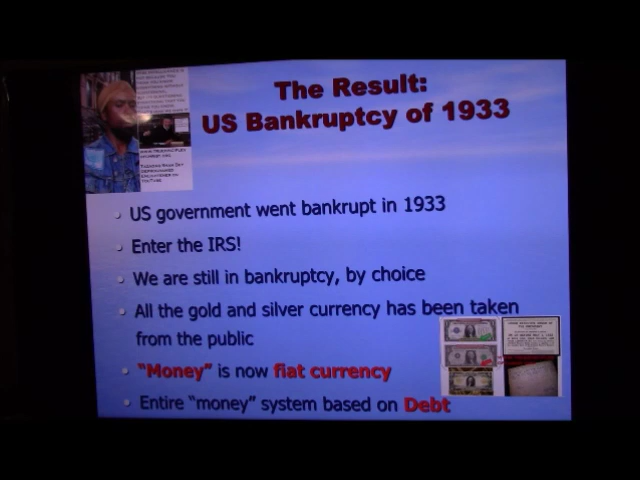 The Result:
US Bankruptcy of 1933
US government went bankrupt in 1933
Enter the IRS!
We are still in bankruptcy, by choice
All the gold and silver currency has been taken
from the public
“Money” is now fiat currency
Entire “money” system based on Debt